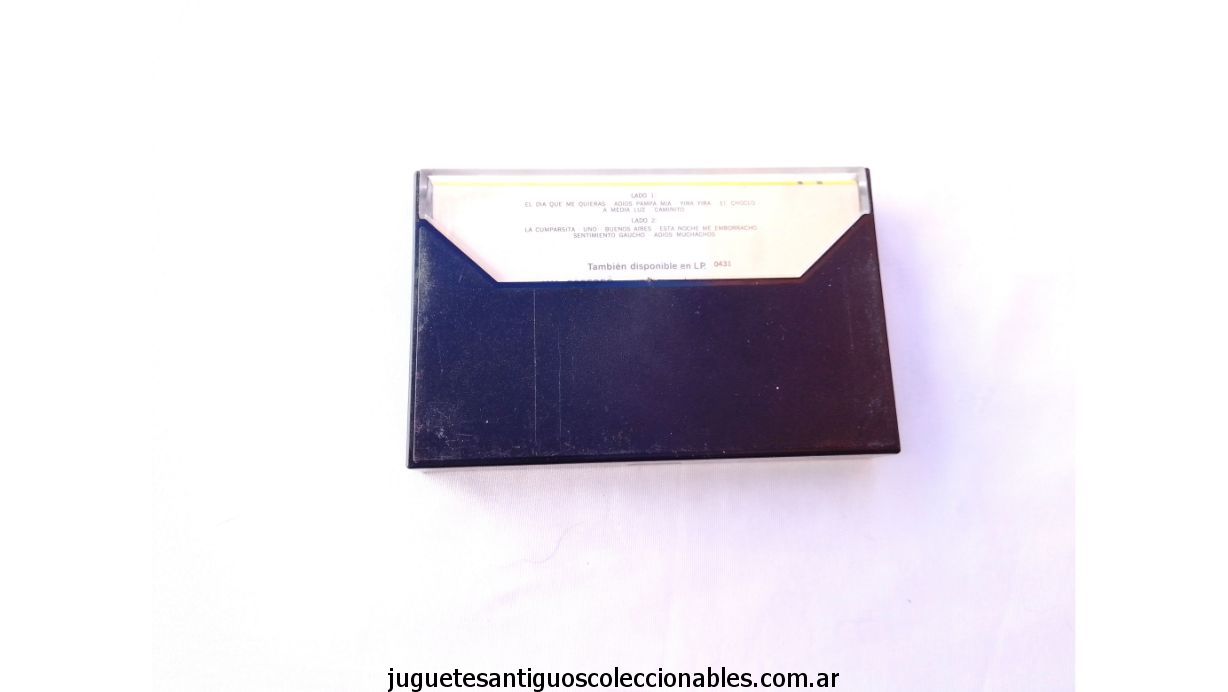 LADO 1
EL DIA QUE ME QUIERAS ADIOS PAMPA MIA YIRA YIRA EL CHOCLO
A MEDIA LUZ CAMINITO
LADO 2
LA CUMPARSITA UNO BUENOS AIRES ESTA NOCHE ME EMBORRACHO
SENTIMIENTO GAUCHO ADIOS MUCHACHOS
También disponible en LP. 0431
juguetesantiguoscoleccionables.com.ar